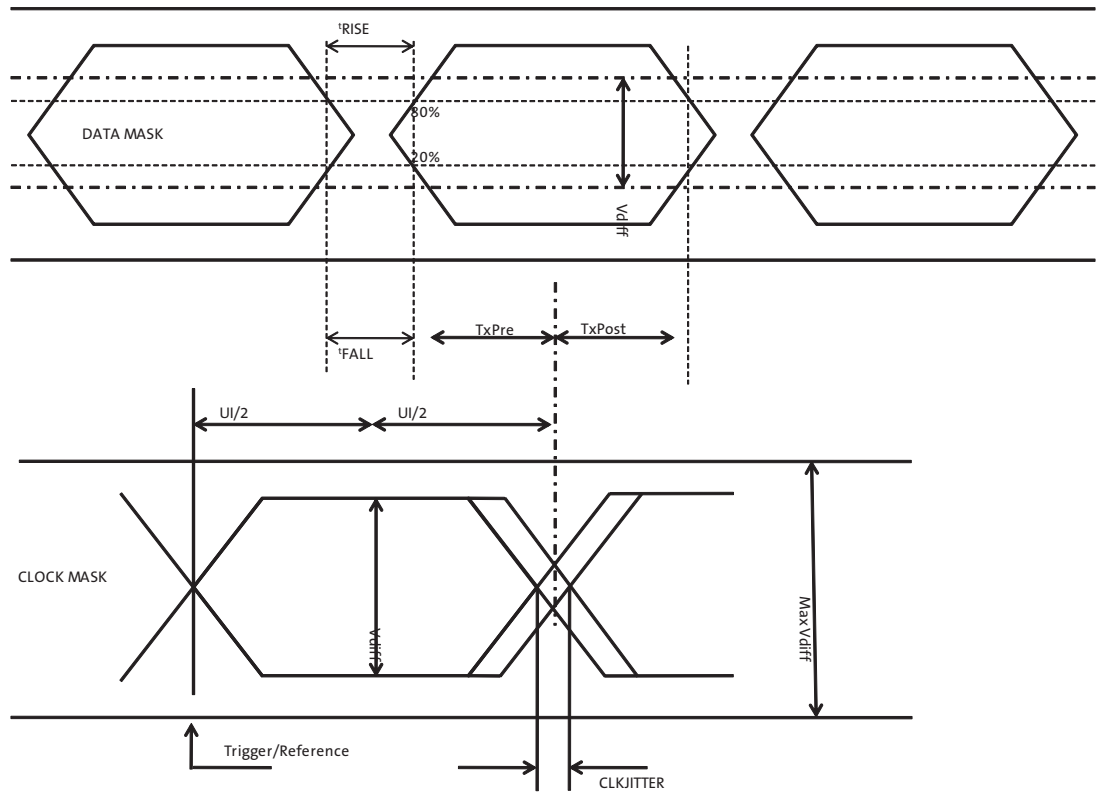 tRISE
80%
DATA MASK
20%
Vdiff
TxPre
TxPost
tFALL
UI/2
UI/2
CLOCK MASK
Vdiff
Max Vdiff
Trigger/Reference
CLKJITTER